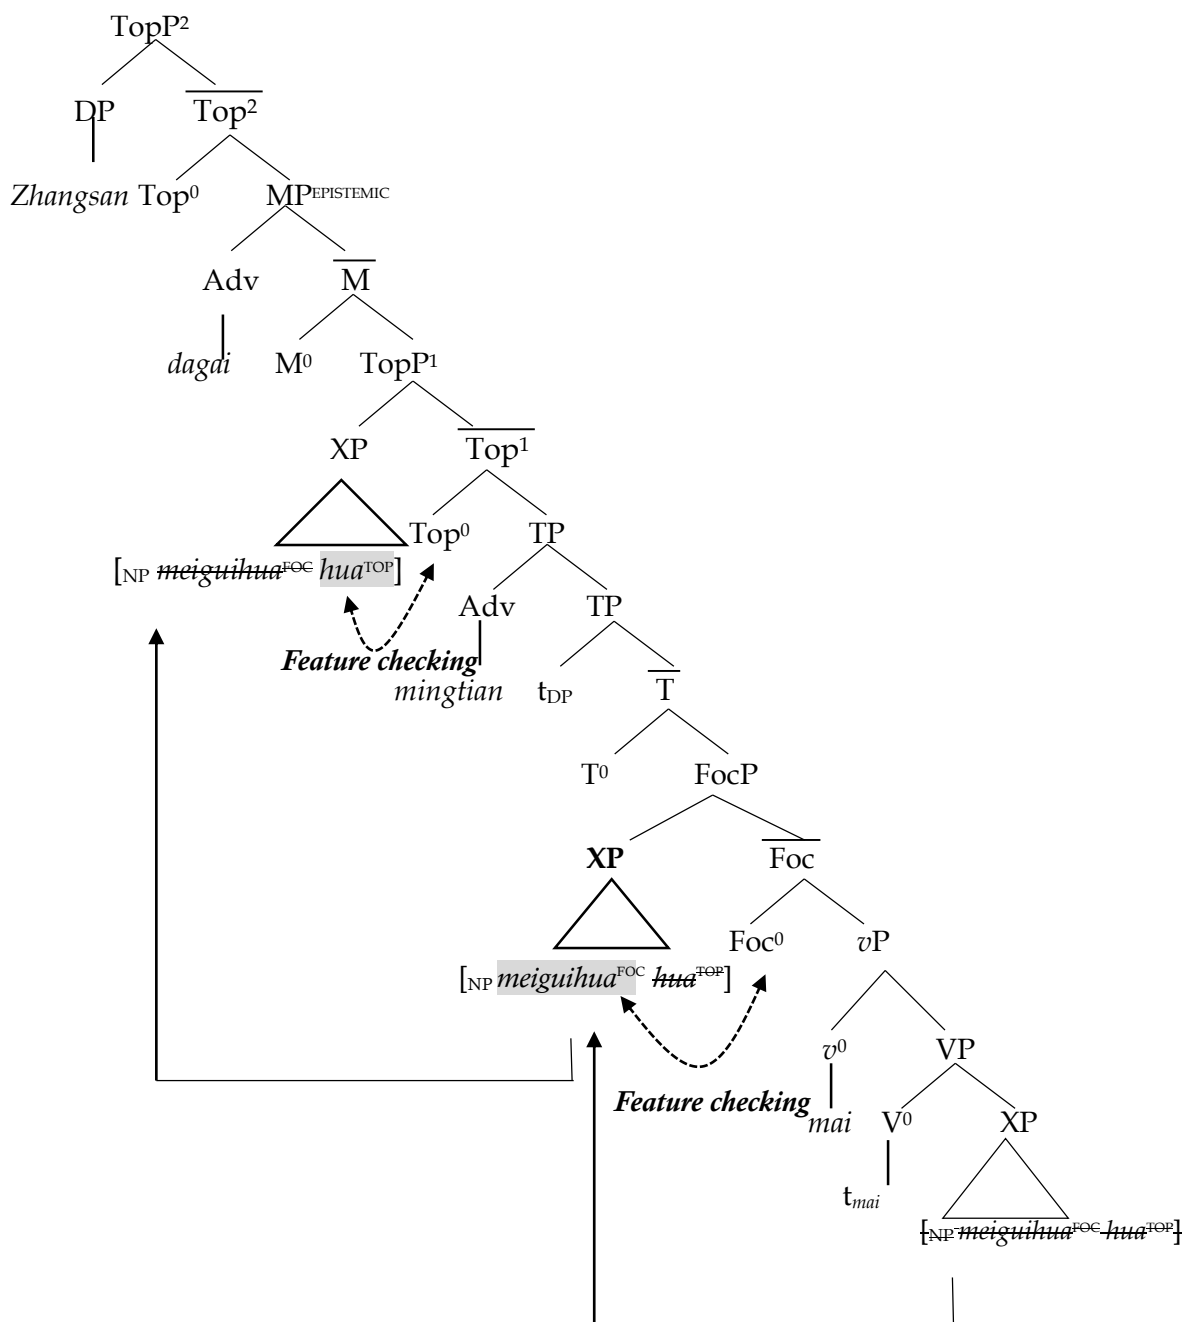 TopP²
DP Top²
Zhangsan Top⁰ MPEPISTEMIC
Adv M
dagai M⁰ TopP¹
XP Top¹
Top⁰ TP
[NP meiguihuaFOC huaTOP]
Adv TP
Feature checking
mingtian tDP T
T⁰ FocP
XP Foc
Foc⁰ vP
[NP meiguihuaFOC huaTOP]
v⁰ VP
Feature checking
mai V⁰ XP
tmai
[NP meiguihuaFOC huaTOP]